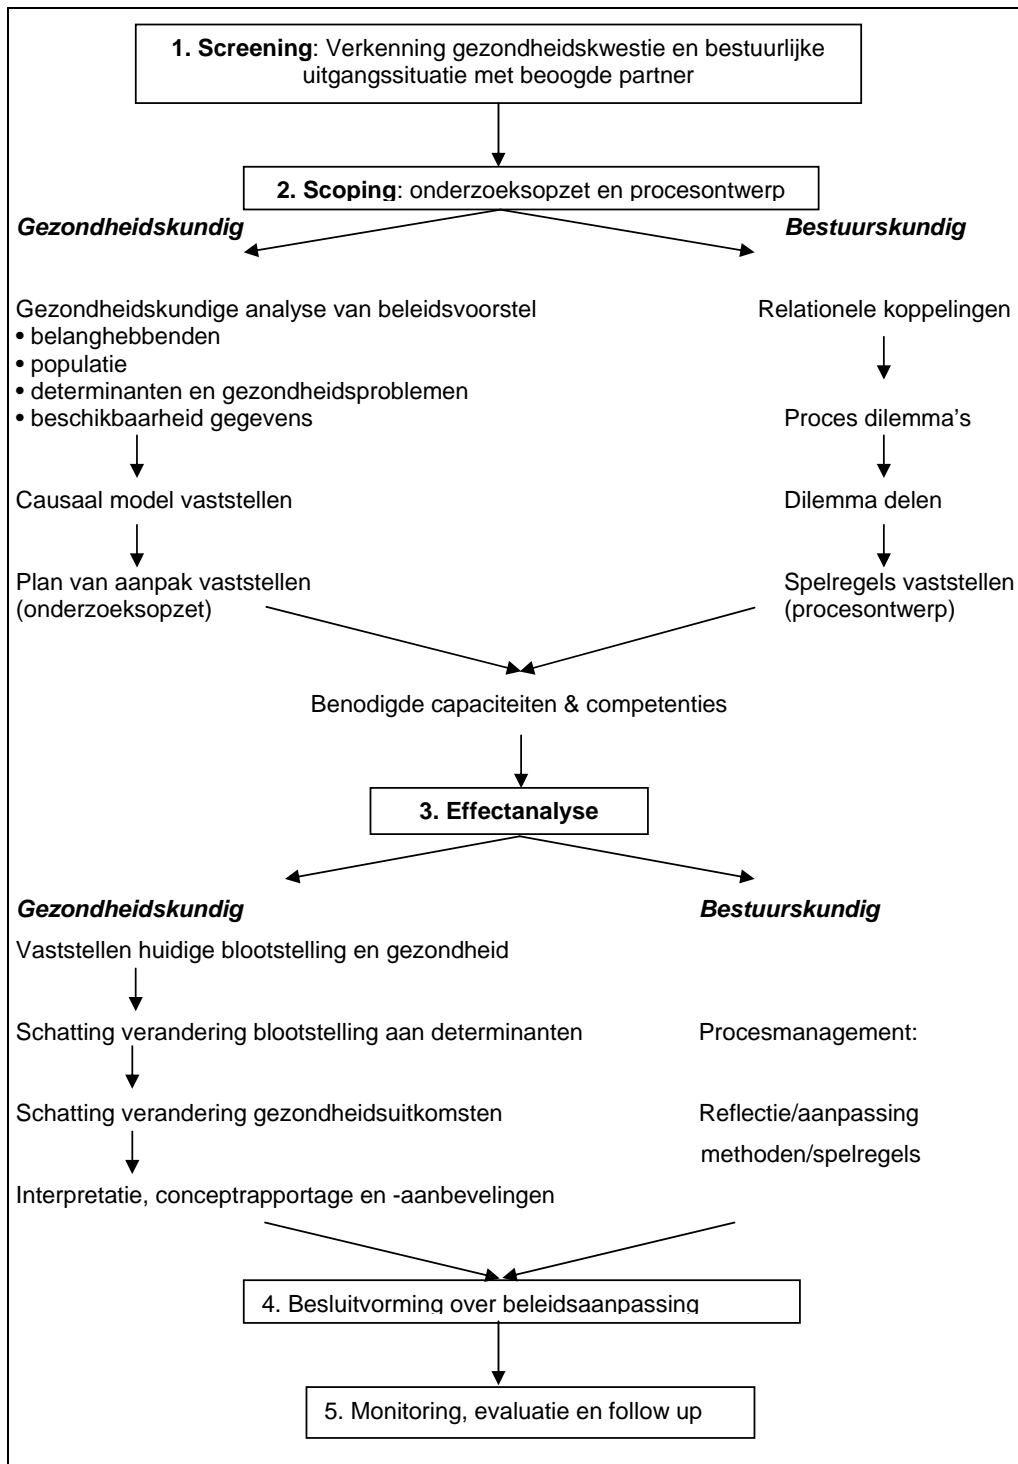 1. Screening: Verkenning gezondheidskwestie en bestuurlijke
uitgangssituatie met beoogde partner
2. Scoping: onderzoeksopzet en procesontwerp
Gezondheidskundig
Bestuurskundig
Gezondheidskundige analyse van beleidsvoorstel
• belanghebbenden
• populatie
• determinanten en gezondheidsproblemen
• beschikbaarheid gegevens
Causaal model vaststellen
Plan van aanpak vaststellen
(onderzoeksopzet)
Relationele koppelingen
Proces dilemma's
Dilemma delen
Spelregels vaststellen
(procesontwerp)
Benodigde capaciteiten & competenties
3. Effectanalyse
Gezondheidskundig
Bestuurskundig
Vaststellen huidige blootstelling en gezondheid
Schatting verandering blootstelling aan determinanten
Schatting verandering gezondheidsuitkomsten
Interpretatie, conceptrapportage en -aanbevelingen
Procesmanagement:
Reflectie/aanpassing
methoden/spelregels
4. Besluitvorming over beleidsaanpassing
5. Monitoring, evaluatie en follow up